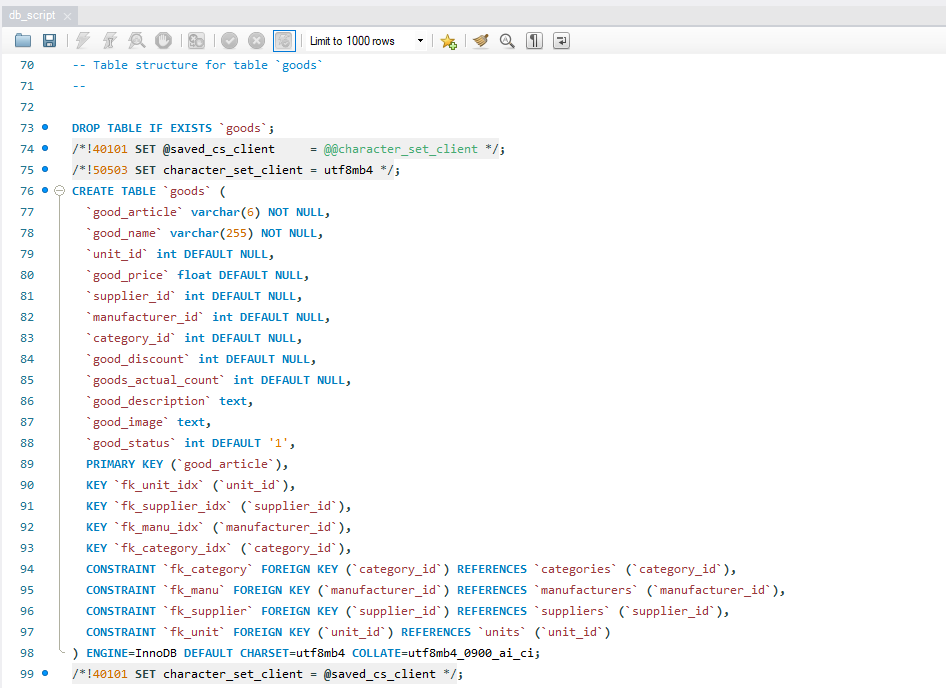 db_script
Limit to 1000 rows
70 -- Table structure for table `goods`
71 --
72
73 DROP TABLE IF EXISTS `goods`;
74 /*!40101 SET @saved_cs_client     = @@character_set_client */;
75 /*!50503 SET character_set_client = utf8mb4 */;
76 CREATE TABLE `goods` (
77   `good_article` varchar(6) NOT NULL,
78   `good_name` varchar(255) NOT NULL,
79   `unit_id` int DEFAULT NULL,
80   `good_price` float DEFAULT NULL,
81   `supplier_id` int DEFAULT NULL,
82   `manufacturer_id` int DEFAULT NULL,
83   `category_id` int DEFAULT NULL,
84   `good_discount` int DEFAULT NULL,
85   `goods_actual_count` int DEFAULT NULL,
86   `good_description` text,
87   `good_image` text,
88   `good_status` int DEFAULT '1',
89   PRIMARY KEY (`good_article`),
90   KEY `fk_unit_idx` (`unit_id`),
91   KEY `fk_supplier_idx` (`supplier_id`),
92   KEY `fk_manu_idx` (`manufacturer_id`),
93   KEY `fk_category_idx` (`category_id`),
94   CONSTRAINT `fk_category` FOREIGN KEY (`category_id`) REFERENCES `categories` (`category_id`),
95   CONSTRAINT `fk_manu` FOREIGN KEY (`manufacturer_id`) REFERENCES `manufacturers` (`manufacturer_id`),
96   CONSTRAINT `fk_supplier` FOREIGN KEY (`supplier_id`) REFERENCES `suppliers` (`supplier_id`),
97   CONSTRAINT `fk_unit` FOREIGN KEY (`unit_id`) REFERENCES `units` (`unit_id`)
98 ) ENGINE=InnoDB DEFAULT CHARSET=utf8mb4 COLLATE=utf8mb4_0900_ai_ci;
99 /*!40101 SET character_set_client = @saved_cs_client */;